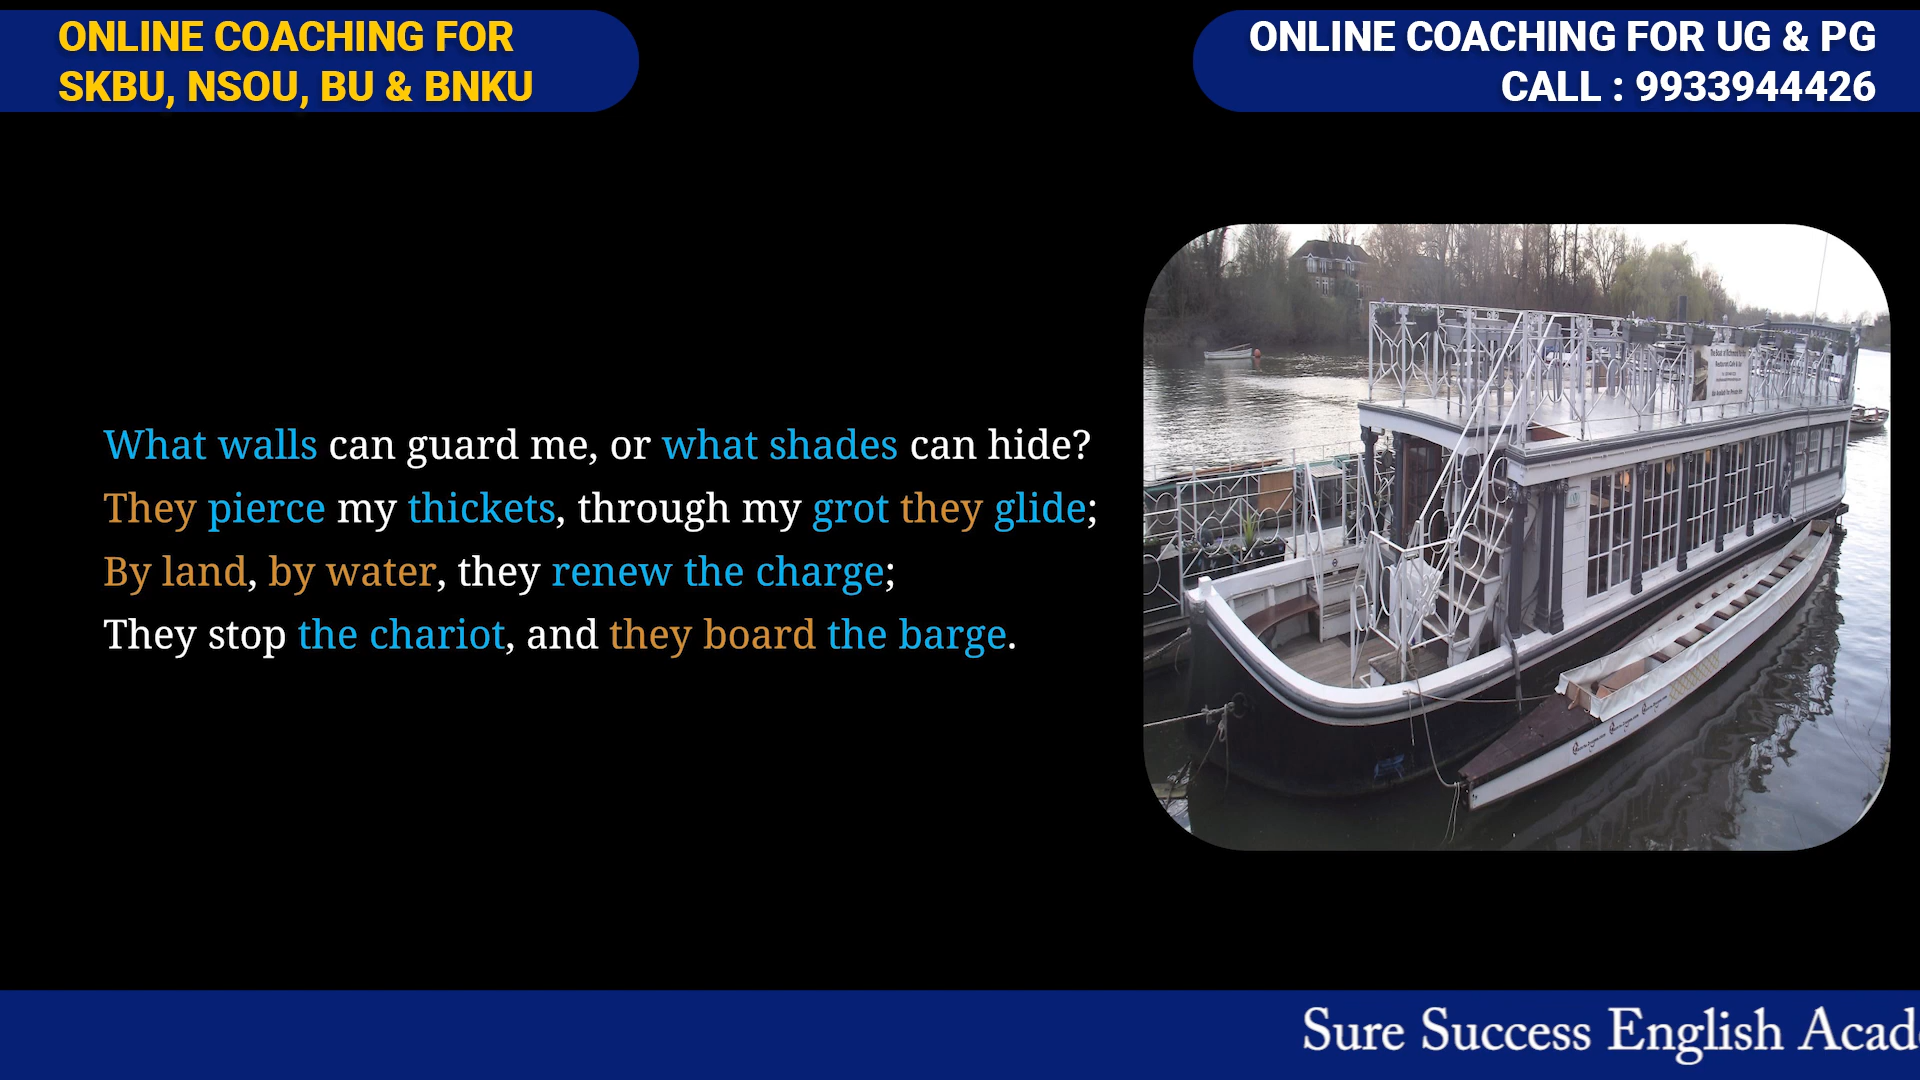 ONLINE COACHING FOR
SKBU, NSOU, BU & BNKU
ONLINE COACHING FOR UG & PG
CALL : 9933944426
What walls can guard me, or what shades can hide?
They pierce my thickets, through my grot they glide;
By land, by water, they renew the charge;
They stop the chariot, and they board the barge.
Sure Success English Acad